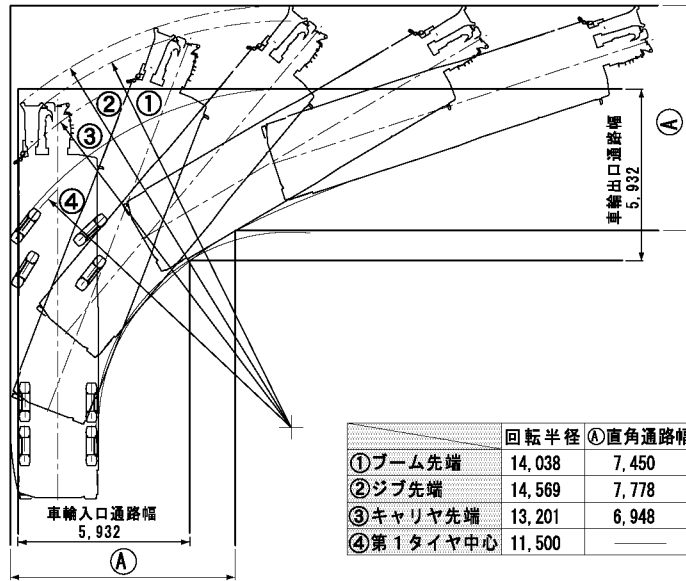 ② ①
③
④
Ⓐ
車輪出口通路幅
5,932
車輪入口通路幅
5,932
Ⓐ
回転半径 Ⓐ直角通路幅
①ブーム先端 14,038 7,450
②ジブ先端 14,569 7,778
③キャリヤ先端 13,201 6,948
④第1タイヤ中心 11,500 ―